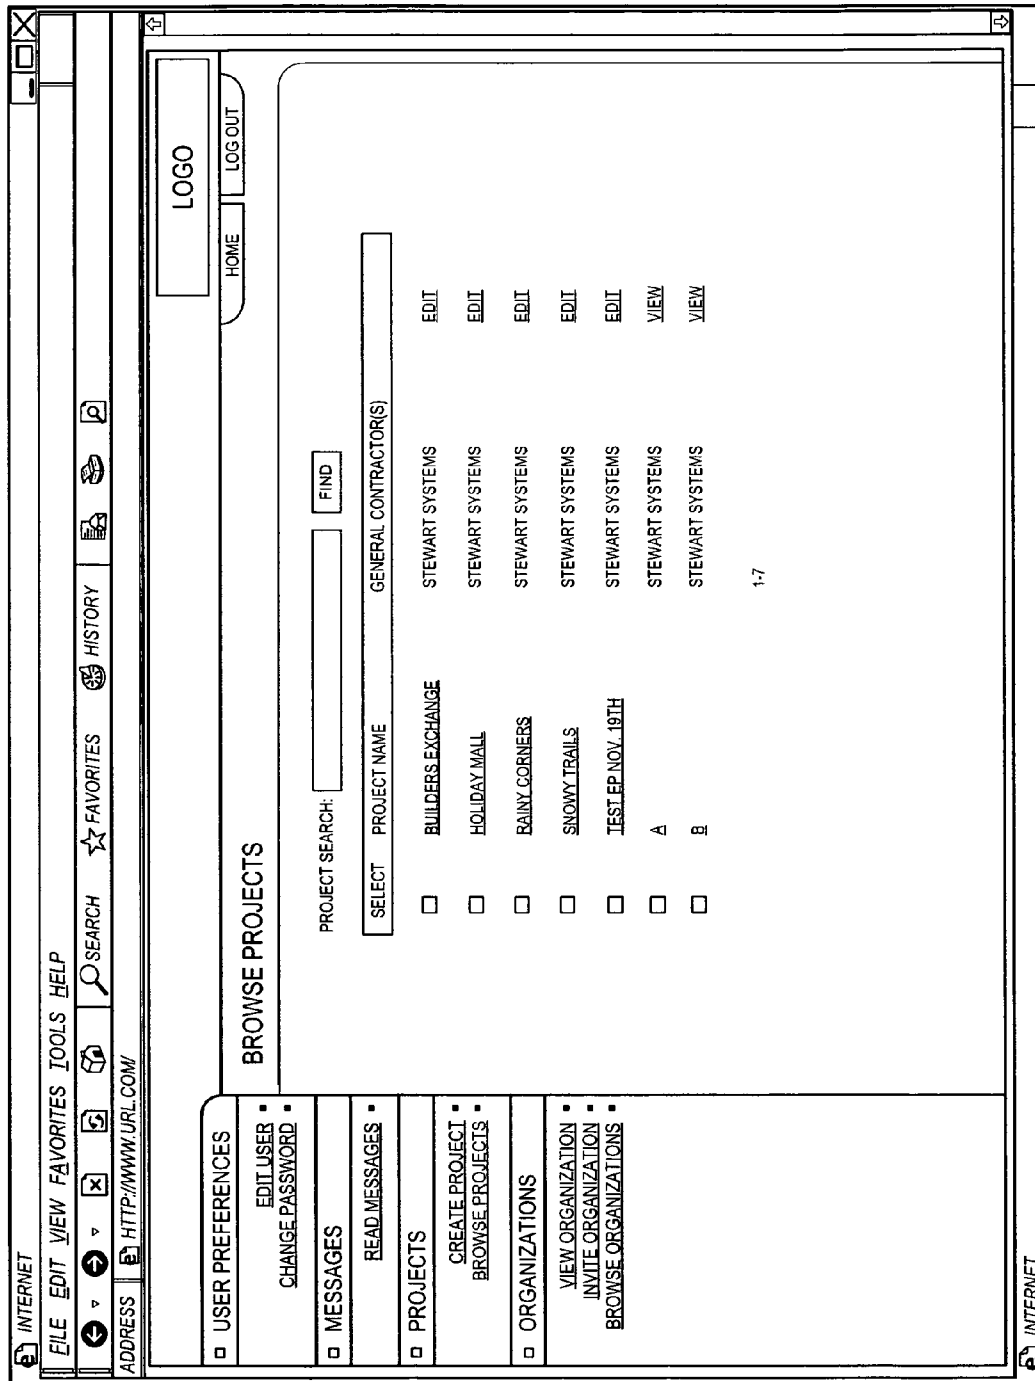 INTERNET
FILE EDIT VIEW FAVORITES TOOLS HELP
SEARCH FAVORITES HISTORY
ADDRESS HTTP://WWW.URL.COM/
LOGO
HOME LOG OUT
USER PREFERENCES
EDIT USER
CHANGE PASSWORD
MESSAGES
READ MESSAGES
PROJECTS
CREATE PROJECT
BROWSE PROJECTS
ORGANIZATIONS
VIEW ORGANIZATION
INVITE ORGANIZATION
BROWSE ORGANIZATIONS
BROWSE PROJECTS
PROJECT SEARCH: FIND
SELECT PROJECT NAME GENERAL CONTRACTOR(S)
BUILDERS EXCHANGE STEWART SYSTEMS EDIT
HOLIDAY MALL STEWART SYSTEMS EDIT
RAINY CORNERS STEWART SYSTEMS EDIT
SNOWY TRAILS STEWART SYSTEMS EDIT
TEST EP NOV. 19TH STEWART SYSTEMS EDIT
A STEWART SYSTEMS VIEW
B STEWART SYSTEMS VIEW
1-7
INTERNET